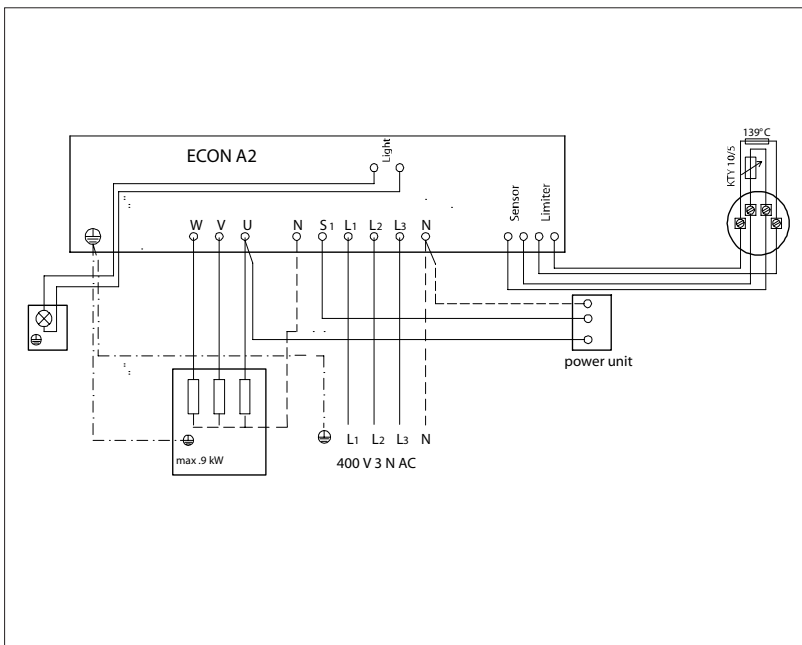 139°C
KTY 10/5
ECON A2
Light
Sensor
Limiter
W V U N S1 L1 L2 L3 N
power unit
max .9 kW
L1 L2 L3 N
400 V 3 N AC